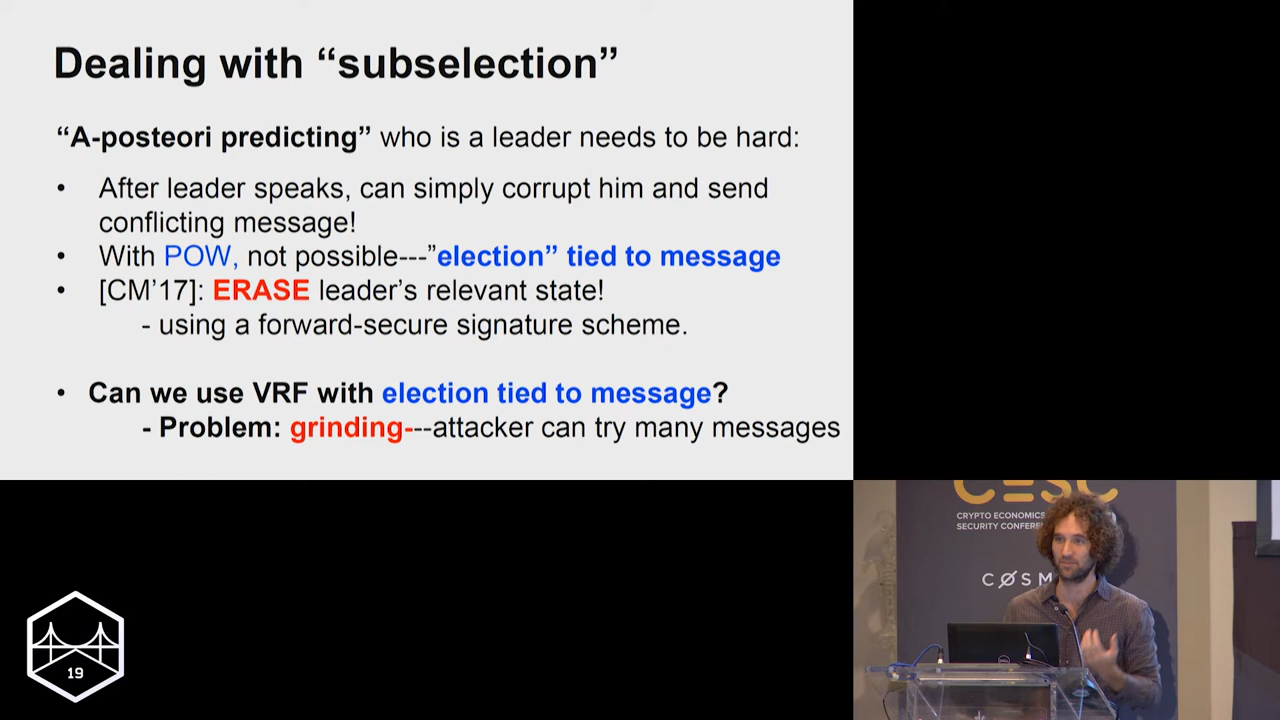 Dealing with “subselection”
“A-posteori predicting” who is a leader needs to be hard:
• After leader speaks, can simply corrupt him and send
conflicting message!
• With POW, not possible---”election” tied to message
• [CM’17]: ERASE leader’s relevant state!
- using a forward-secure signature scheme.
• Can we use VRF with election tied to message?
- Problem: grinding---attacker can try many messages
CESC
CRYPTO ECONOMICS
SECURITY
COSM
19